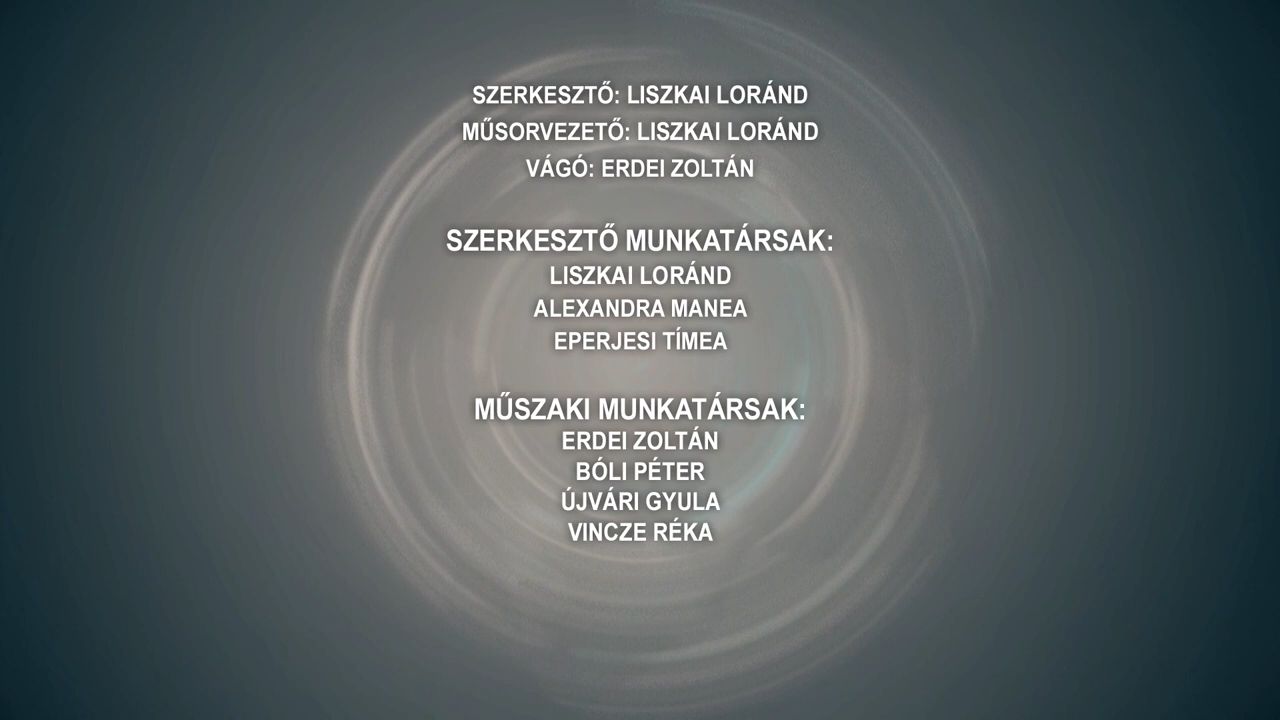 SZERKESZTŐ: LISZKAI LORÁND
MŰSORVEZETŐ: LISZKAI LORÁND
VÁGÓ: ERDEI ZOLTÁN
SZERKESZTŐ MUNKATÁRSAK:
LISZKAI LORÁND
ALEXANDRA MANEA
EPERJESI TÍMEA
MŰSZAKI MUNKATÁRSAK:
ERDEI ZOLTÁN
BÓLI PÉTER
ÚJVÁRI GYULA
VINCZE RÉKA